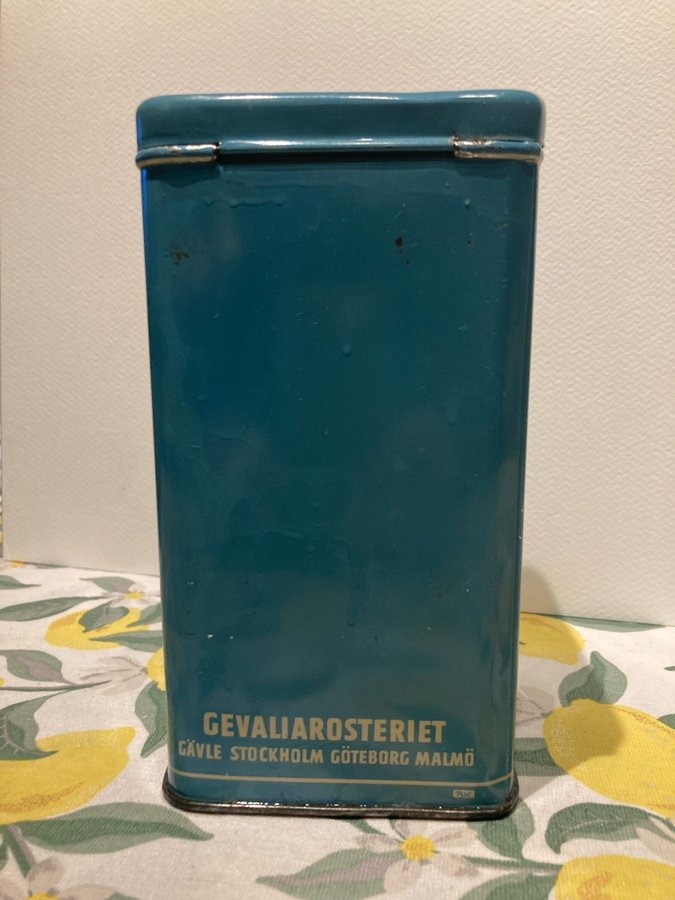 GEVALIAROSTERIET
GÄVLE STOCKHOLM GÖTEBORG MALMÖ